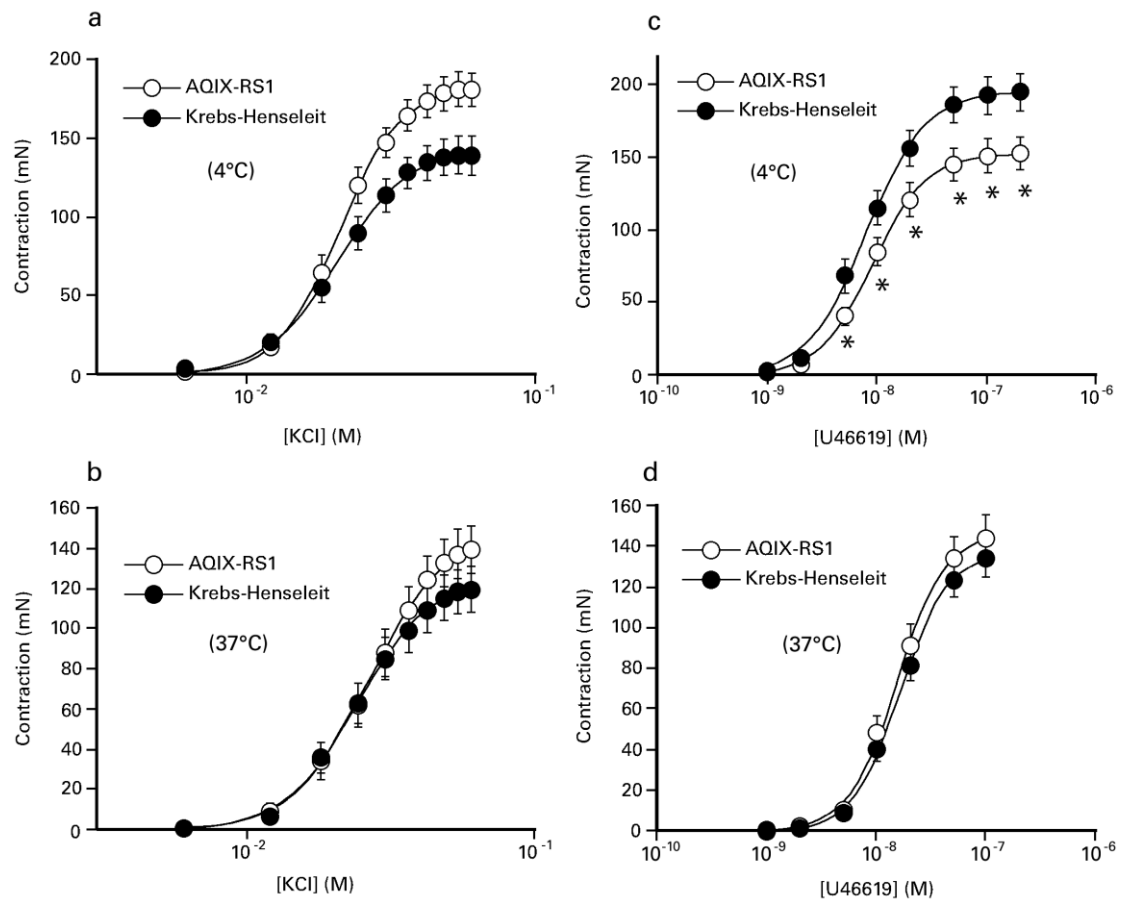 a
200
150
100
50
0
Contraction (mN)
AQIX-RS1
Krebs-Henseleit
(4°C)
10⁻²
10⁻¹
[KCl] (M)
c
200
150
100
50
0
Contraction (mN)
AQIX-RS1
Krebs-Henseleit
(4°C)
* * * * * *
10⁻¹⁰
10⁻⁹
10⁻⁸
10⁻⁷
10⁻⁶
[U46619] (M)
b
160
140
120
100
80
60
40
20
0
Contraction (mN)
AQIX-RS1
Krebs-Henseleit
(37°C)
10⁻²
10⁻¹
[KCl] (M)
d
160
140
120
100
80
60
40
20
0
Contraction (mN)
AQIX-RS1
Krebs-Henseleit
(37°C)
10⁻¹⁰
10⁻⁹
10⁻⁸
10⁻⁷
10⁻⁶
[U46619] (M)